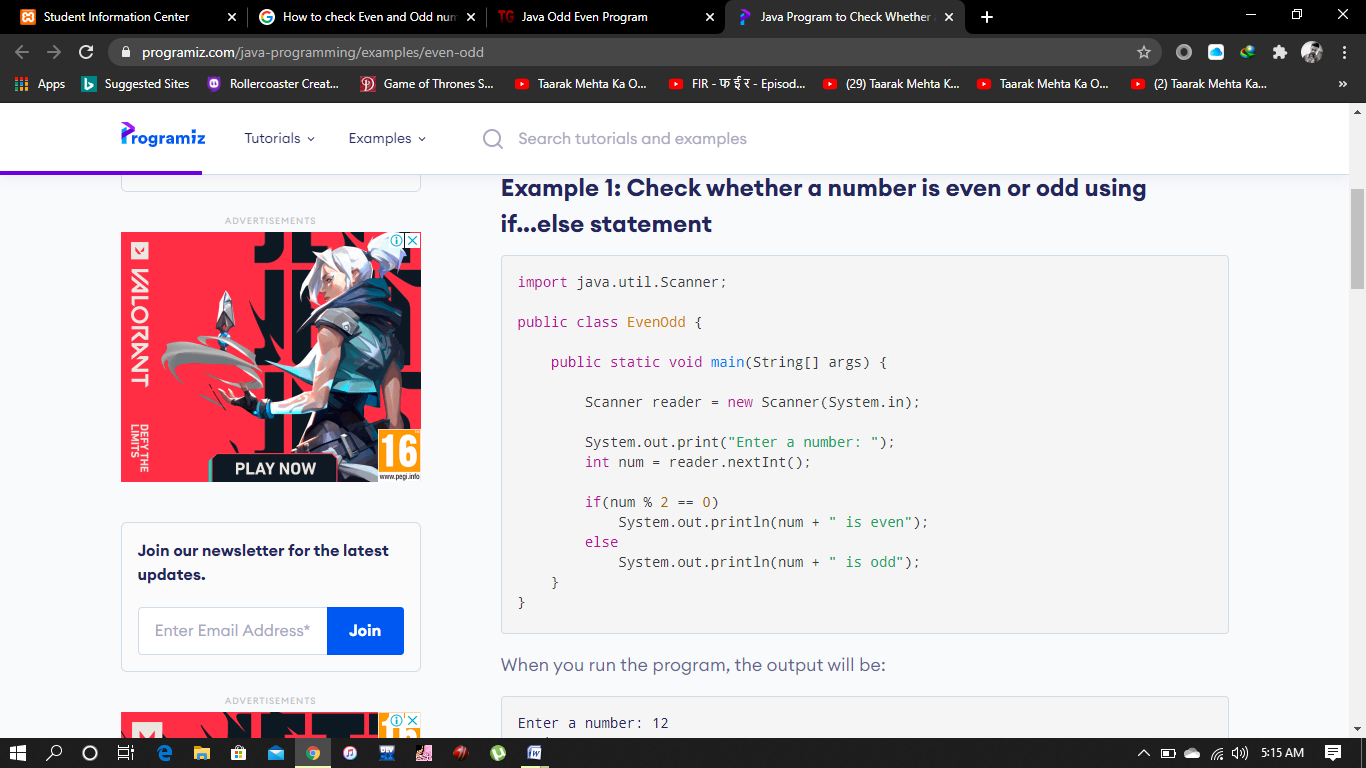 Student Information Center
How to check Even and Odd num
Java Odd Even Program
Java Program to Check Whether
programiz.com/java-programming/examples/even-odd
Apps
Suggested Sites
Rollercoaster Creat...
Game of Thrones S...
Taarak Mehta Ka O...
FIR - फ ई र - Episod...
(29) Taarak Mehta K...
Taarak Mehta Ka O...
(2) Taarak Mehta Ka...
Programiz
Tutorials
Examples
Search tutorials and examples
ADVERTISEMENTS
VALORANT
DEFY THE
LIMITS
PLAY NOW
16
www.pegi.info
Join our newsletter for the latest
updates.
Enter Email Address*
Join
ADVERTISEMENTS
Example 1: Check whether a number is even or odd using
if...else statement
import java.util.Scanner;
public class EvenOdd {
public static void main(String[] args) {
Scanner reader = new Scanner(System.in);
System.out.print("Enter a number: ");
int num = reader.nextInt();
if(num % 2 == 0)
System.out.println(num + " is even");
else
System.out.println(num + " is odd");
}
}
When you run the program, the output will be:
Enter a number: 12
5:15 AM